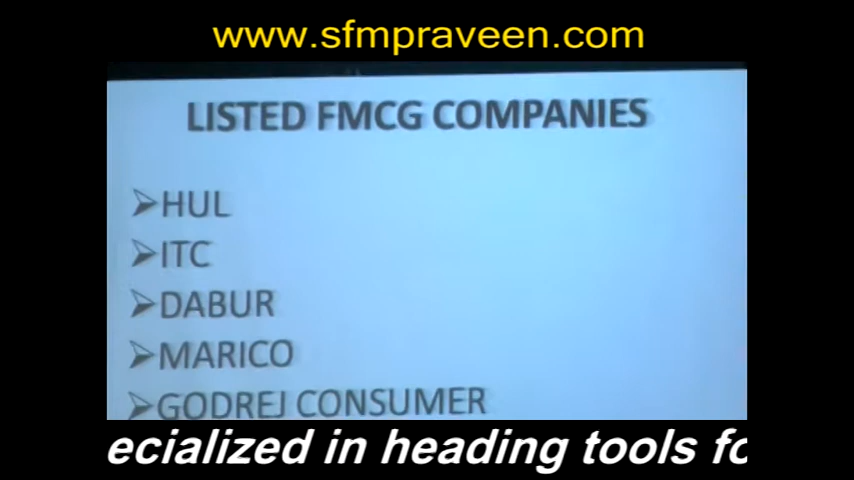 www.sfmpraveen.com
LISTED FMCG COMPANIES
➢HUL
➢ITC
➢DABUR
➢MARICO
➢GODREJ CONSUMER
ecialized in heading tools fo